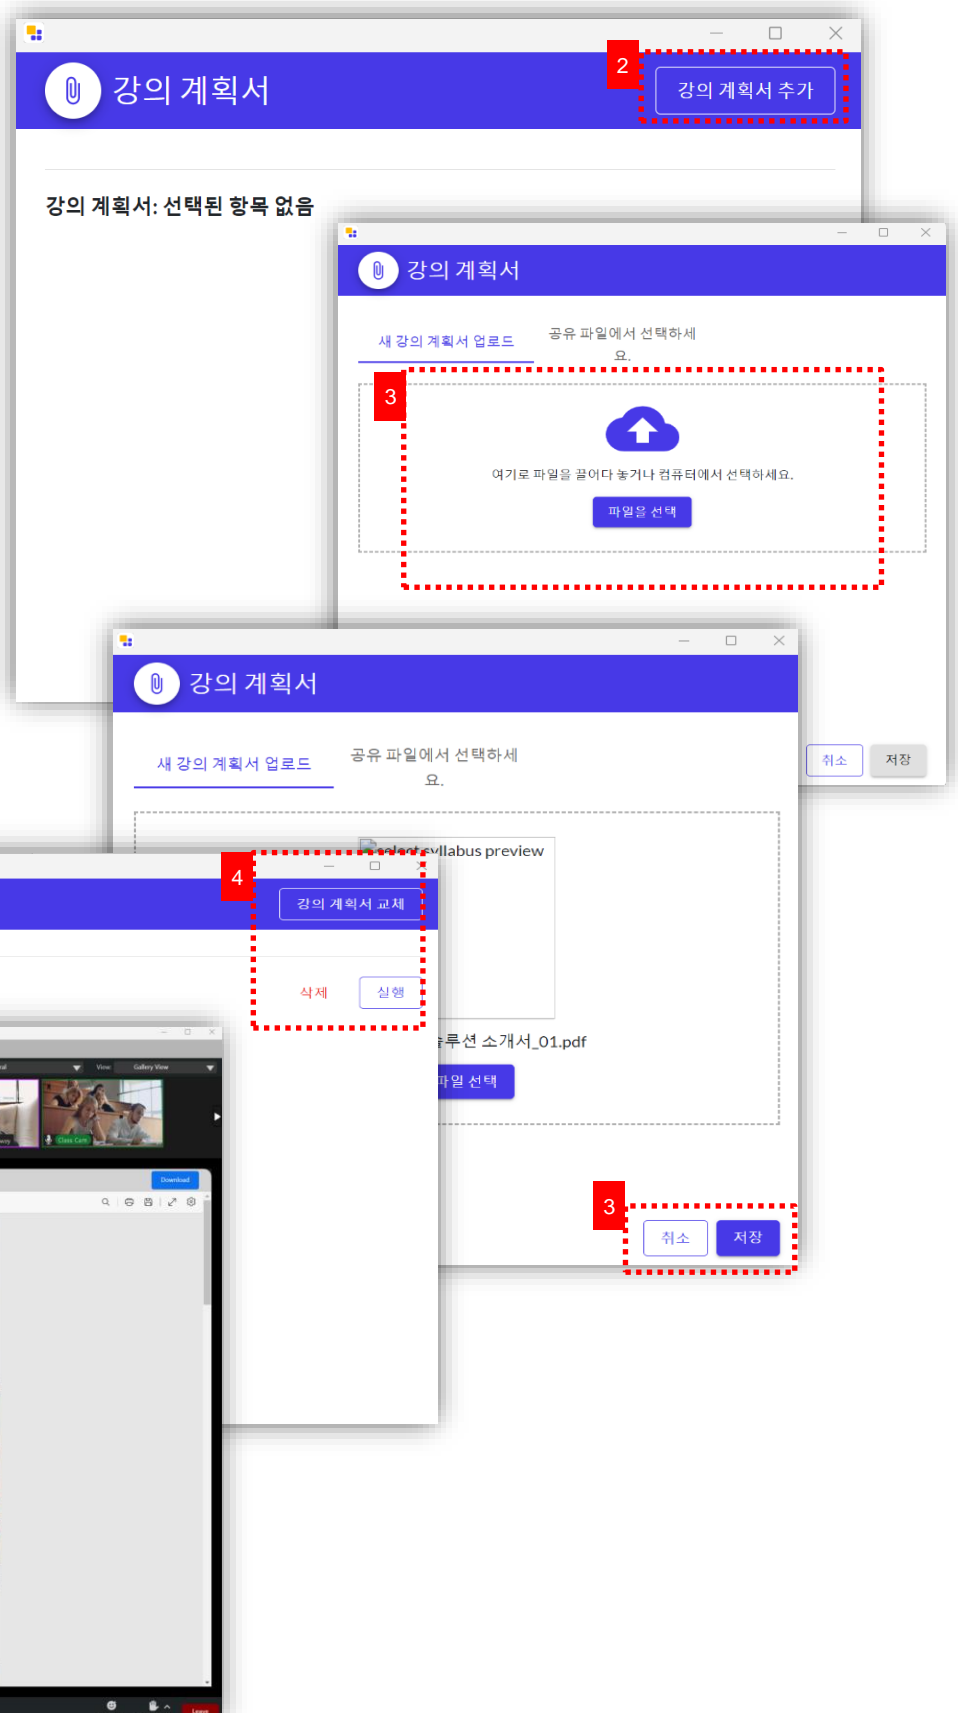 강의 계획서
2
강의 계획서 추가
강의 계획서: 선택된 항목 없음
강의 계획서
새 강의 계획서 업로드
공유 파일에서 선택하세
요.
3
여기로 파일을 끌어다 놓거나 컴퓨터에서 선택하세요.
파일을 선택
취소
저장
강의 계획서
새 강의 계획서 업로드
공유 파일에서 선택하세
요.
select syllabus preview
소개서_01.pdf
파일 선택
3
취소
저장
4
강의 계획서 교체
삭제
실행
View
Gallery View
Class Cam
Download
Leave